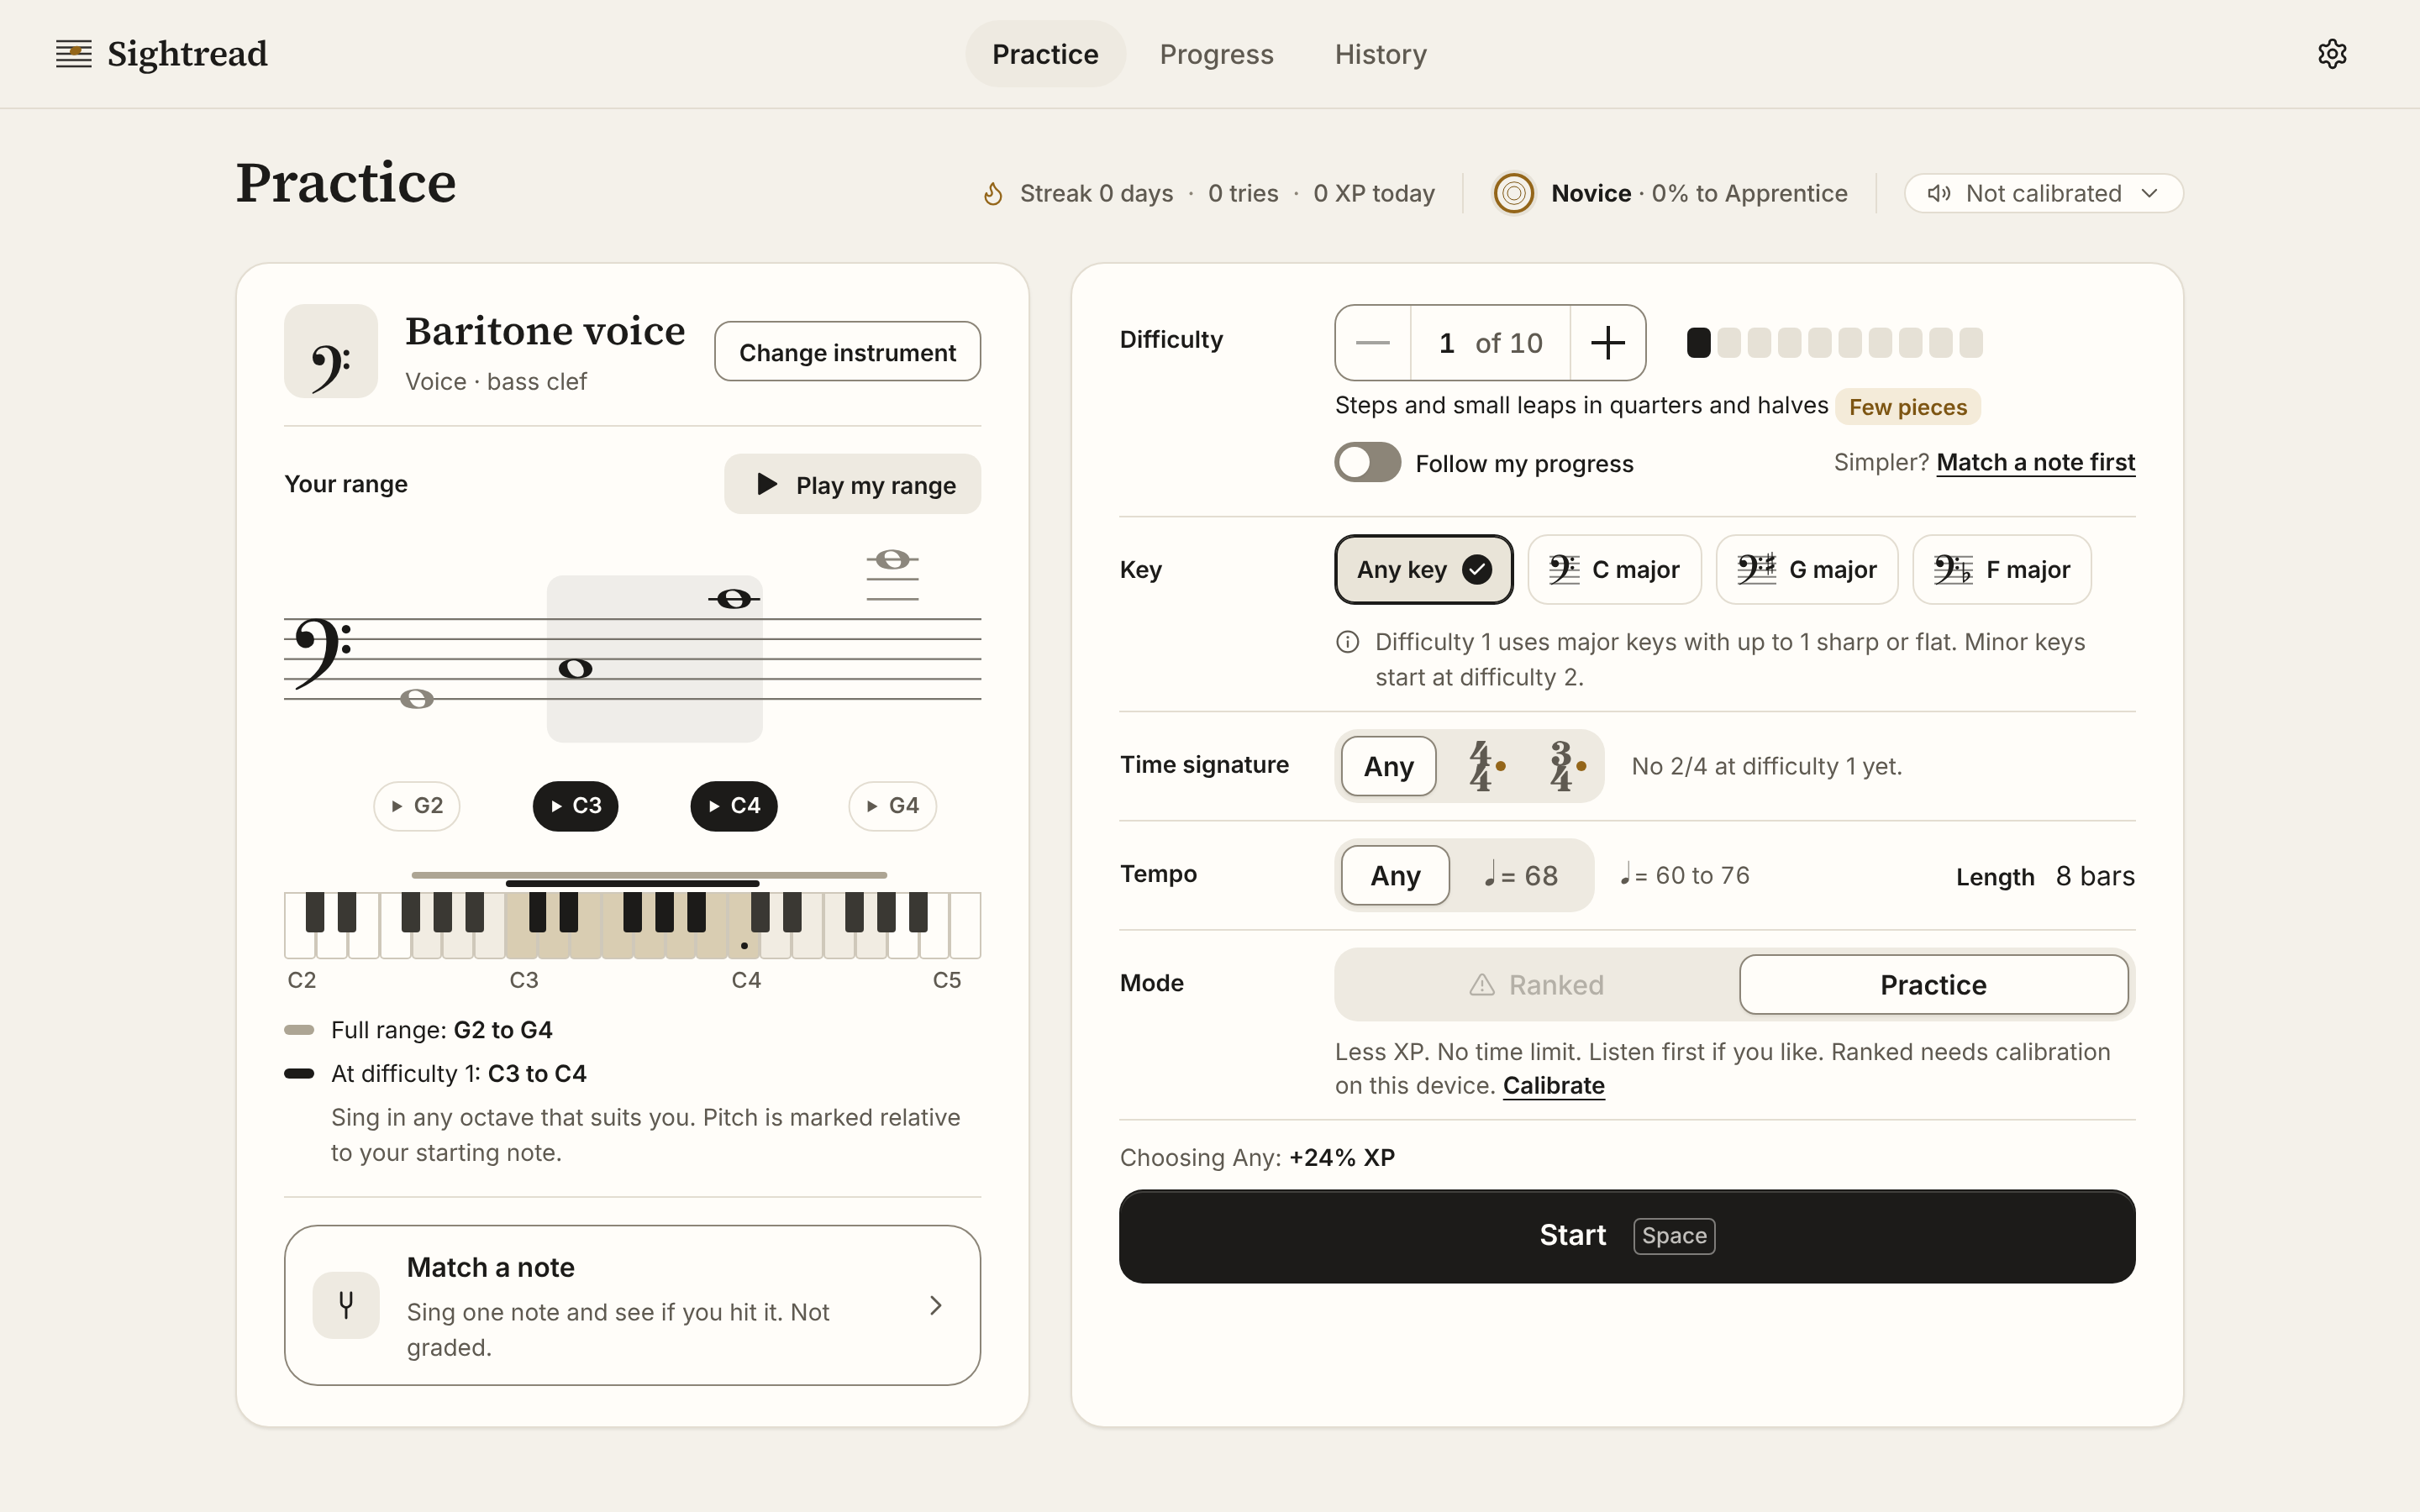 Sightread
Practice
Progress
History
Practice
Streak 0 days · 0 tries · 0 XP today
Novice · 0% to Apprentice
Not calibrated
Baritone voice
Voice · bass clef
Change instrument
Your range
Play my range
G2
C3
C4
G4
C2
C3
C4
C5
Full range: G2 to G4
At difficulty 1: C3 to C4
Sing in any octave that suits you. Pitch is marked relative
to your starting note.
Match a note
Sing one note and see if you hit it. Not
graded.
Difficulty
1 of 10
Steps and small leaps in quarters and halves
Few pieces
Follow my progress
Simpler? Match a note first
Key
Any key
C major
G major
F major
Difficulty 1 uses major keys with up to 1 sharp or flat. Minor keys
start at difficulty 2.
Time signature
Any
4
4
3
4
No 2/4 at difficulty 1 yet.
Tempo
Any
♩= 68
♩= 60 to 76
Length 8 bars
Mode
Ranked
Practice
Less XP. No time limit. Listen first if you like. Ranked needs calibration
on this device. Calibrate
Choosing Any: +24% XP
Start
Space